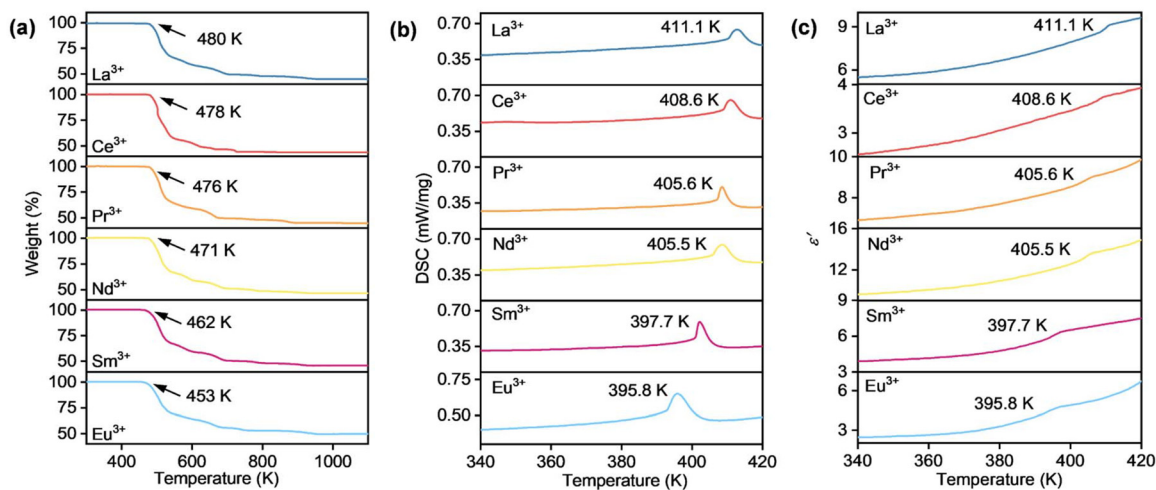 (a)
Weight (%)
100
75
50
480 K
La³⁺
100
75
50
478 K
Ce³⁺
100
75
50
476 K
Pr³⁺
100
75
50
471 K
Nd³⁺
100
75
50
462 K
Sm³⁺
100
75
50
453 K
Eu³⁺
400 600 800 1000
Temperature (K)
(b)
DSC (mW/mg)
0.70
0.35
La³⁺
411.1 K
0.70
0.35
Ce³⁺
408.6 K
0.70
0.35
Pr³⁺
405.6 K
0.70
0.35
Nd³⁺
405.5 K
0.70
0.35
Sm³⁺
397.7 K
0.75
0.50
Eu³⁺
395.8 K
340 360 380 400 420
Temperature (K)
(c)
ε′
9
6
La³⁺
411.1 K
4
3
Ce³⁺
408.6 K
10
8
Pr³⁺
405.6 K
16
12
Nd³⁺
405.5 K
9
6
3
Sm³⁺
397.7 K
6
3
Eu³⁺
395.8 K
340 360 380 400 420
Temperature (K)